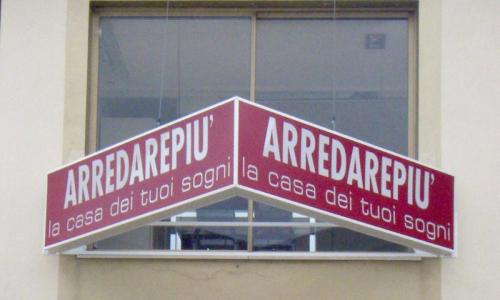 ARREDAREPIU'
la casa dei tuoi sogni
ARREDAREPIU'
la casa dei tuoi sogni